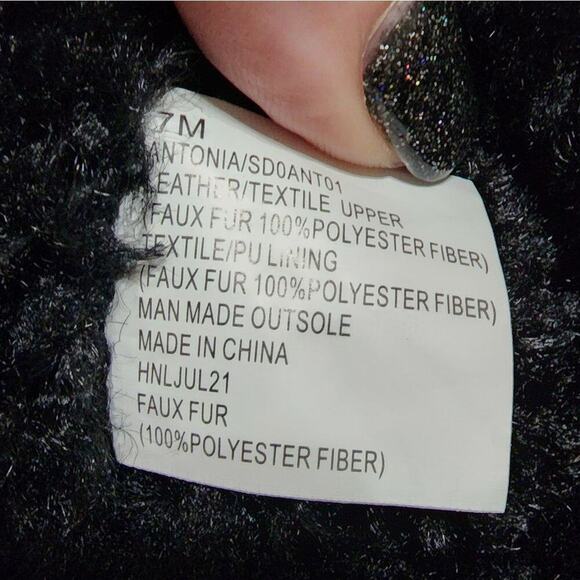 7M
ANTONIA/SD0ANT01
LEATHER/TEXTILE UPPER
(FAUX FUR 100%POLYESTER FIBER)
TEXTILE/PU LINING
(FAUX FUR 100%POLYESTER FIBER)
MAN MADE OUTSOLE
MADE IN CHINA
HNLJUL21
FAUX FUR
(100%POLYESTER FIBER)